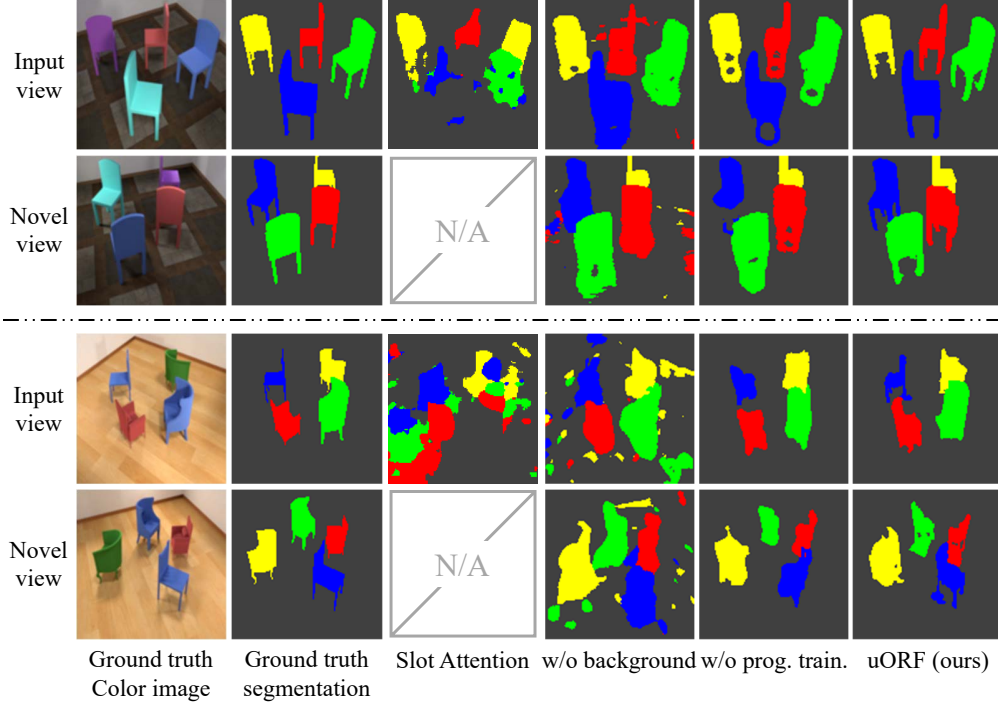 Input
view
Novel
view
N/A
Input
view
Novel
view
N/A
Ground truth
Color image
Ground truth
segmentation
Slot Attention
w/o background
w/o prog. train.
uORF (ours)